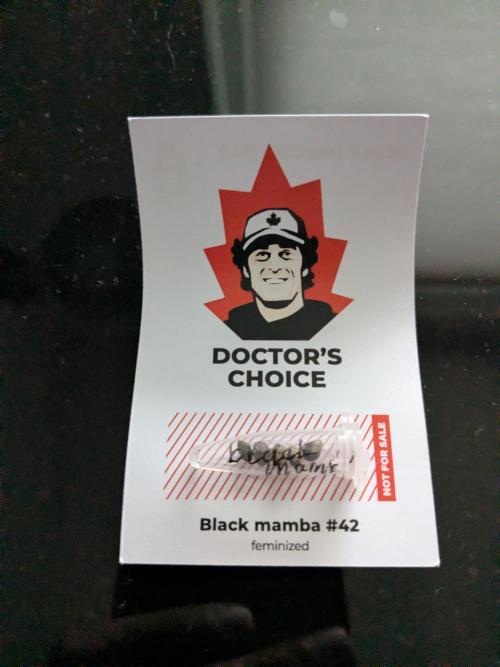 DOCTOR'S
CHOICE
NOT FOR SALE
Black mamba #42
feminized